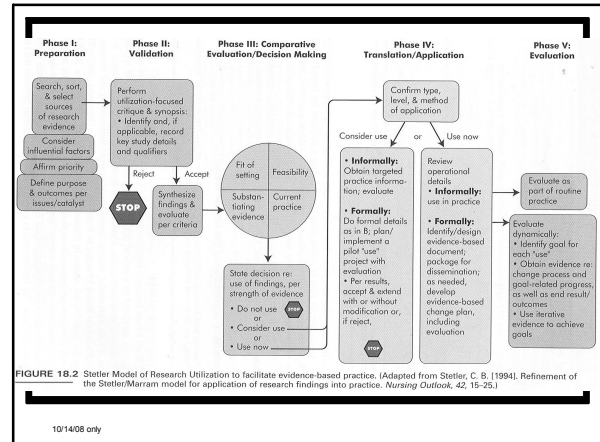 Phase I:
Preparation
Phase II:
Validation
Phase III: Comparative
Evaluation/Decision Making
Phase IV:
Translation/Application
Phase V:
Evaluation
Search, sort,
& select
sources
of research
evidence
Consider
influential factors
Affirm priority
Define purpose
& outcomes per
issues/catalyst
Perform
utilization-focused
critique & synopsis:
• Identify and, if
applicable, record
key study details
and qualifiers
Reject
Accept
STOP
Synthesize
findings &
evaluate
per criteria
Fit of
setting
Feasibility
Substan-
tiating
evidence
Current
practice
State decision re:
use of findings, per
strength of evidence
• Do not use
STOP
or
• Consider use
or
• Use now
Confirm type,
level, & method
of application
Consider use
or
Use now
• Informally:
Obtain targeted
practice informa-
tion; evaluate
• Formally:
Do formal details
as in B; plan/
implement a
pilot "use"
project with
evaluation
• Per results,
accept & extend
with or without
modification or,
if reject,
STOP
Review
operational
details
• Informally:
use in practice
• Formally:
Identify/design
evidence-based
document;
package for
dissemination;
as needed,
develop
evidence-based
change plan,
including
evaluation
Evaluate as
part of routine
practice
Evaluate
dynamically:
• Identify goal for
each "use"
• Obtain evidence re:
change process and
goal-related progress,
as well as end result/
outcomes
• Use iterative
evidence to achieve
goals
FIGURE 18.2 Stetler Model of Research Utilization to facilitate evidence-based practice. (Adapted from Stetler, C. B. [1994]. Refinement of
the Stetler/Marram model for application of research findings into practice. Nursing Outlook, 42, 15–25.)
10/14/08 only